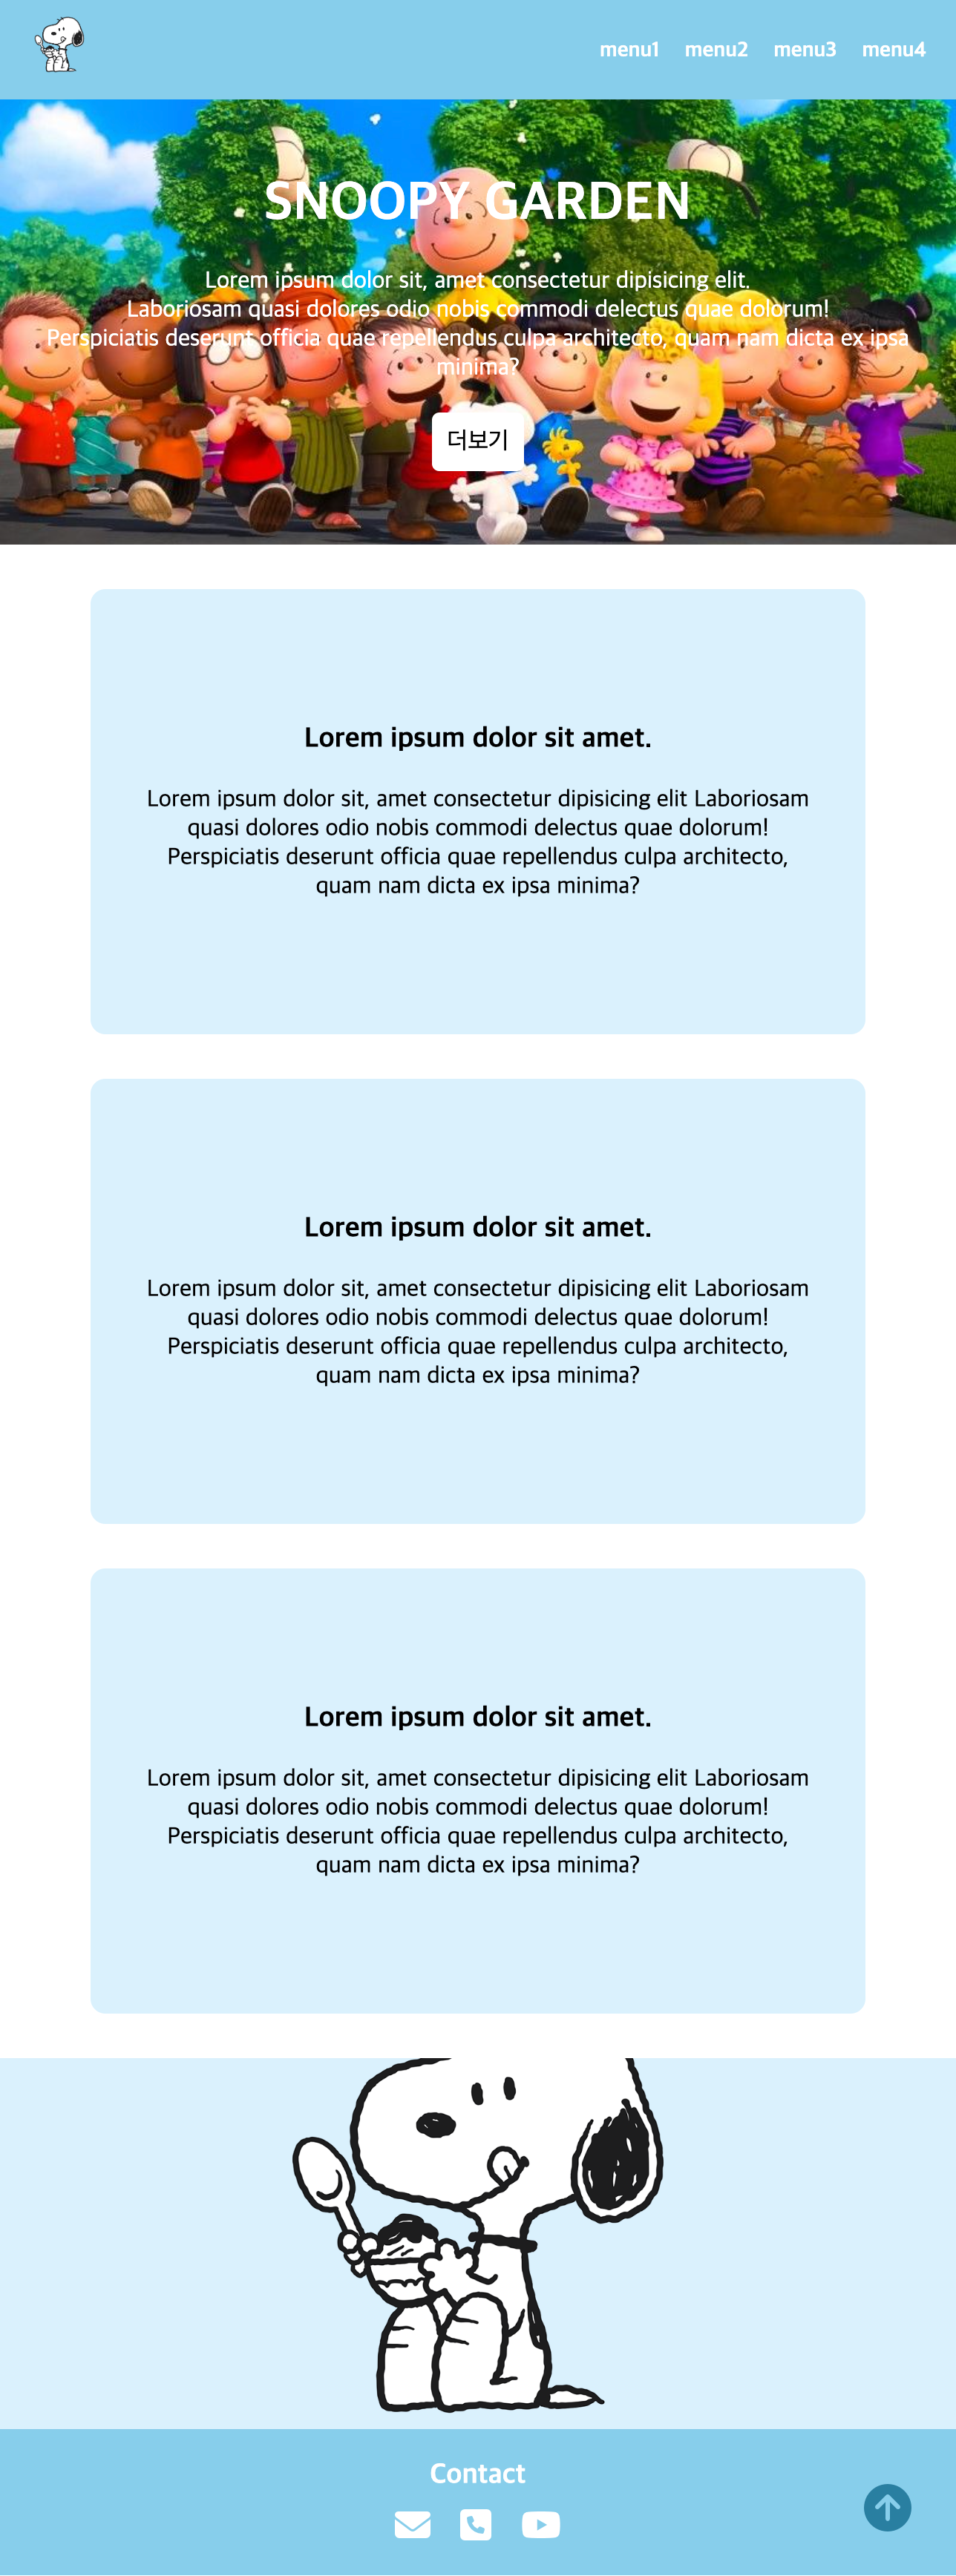 menu1 menu2 menu3 menu4
SNOOPY GARDEN
Lorem ipsum dolor sit, amet consectetur dipisicing elit.
Laboriosam quasi dolores odio nobis commodi delectus quae dolorum!
Perspiciatis deserunt officia quae repellendus culpa architecto, quam nam dicta ex ipsa
minima?
더보기
Lorem ipsum dolor sit amet.
Lorem ipsum dolor sit, amet consectetur dipisicing elit Laboriosam
quasi dolores odio nobis commodi delectus quae dolorum!
Perspiciatis deserunt officia quae repellendus culpa architecto,
quam nam dicta ex ipsa minima?
Lorem ipsum dolor sit amet.
Lorem ipsum dolor sit, amet consectetur dipisicing elit Laboriosam
quasi dolores odio nobis commodi delectus quae dolorum!
Perspiciatis deserunt officia quae repellendus culpa architecto,
quam nam dicta ex ipsa minima?
Lorem ipsum dolor sit amet.
Lorem ipsum dolor sit, amet consectetur dipisicing elit Laboriosam
quasi dolores odio nobis commodi delectus quae dolorum!
Perspiciatis deserunt officia quae repellendus culpa architecto,
quam nam dicta ex ipsa minima?
Contact